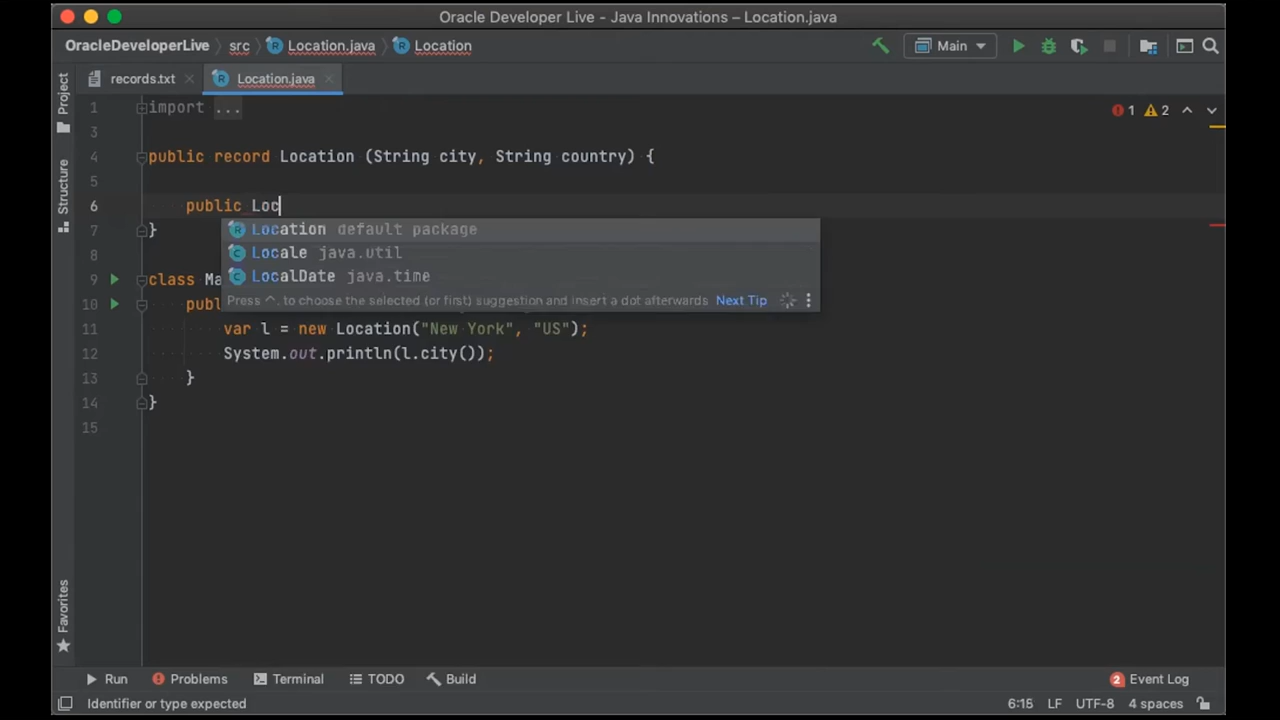 Oracle Developer Live - Java Innovations – Location.java
OracleDeveloperLive src Location.java Location Main
Project
records.txt Location.java
1 import ...
1 2
3
4 public record Location (String city, String country) {
5
Structure
6 public Loc
Location default package
7 }
8 Locale java.util
9 class Ma LocalDate java.time
10 publ Press ^. to choose the selected (or first) suggestion and insert a dot afterwards Next Tip
11 var l = new Location("New York", "US");
12 System.out.println(l.city());
13 }
14 }
15
Favorites
Run Problems Terminal TODO Build 2 Event Log
Identifier or type expected 6:15 LF UTF-8 4 spaces